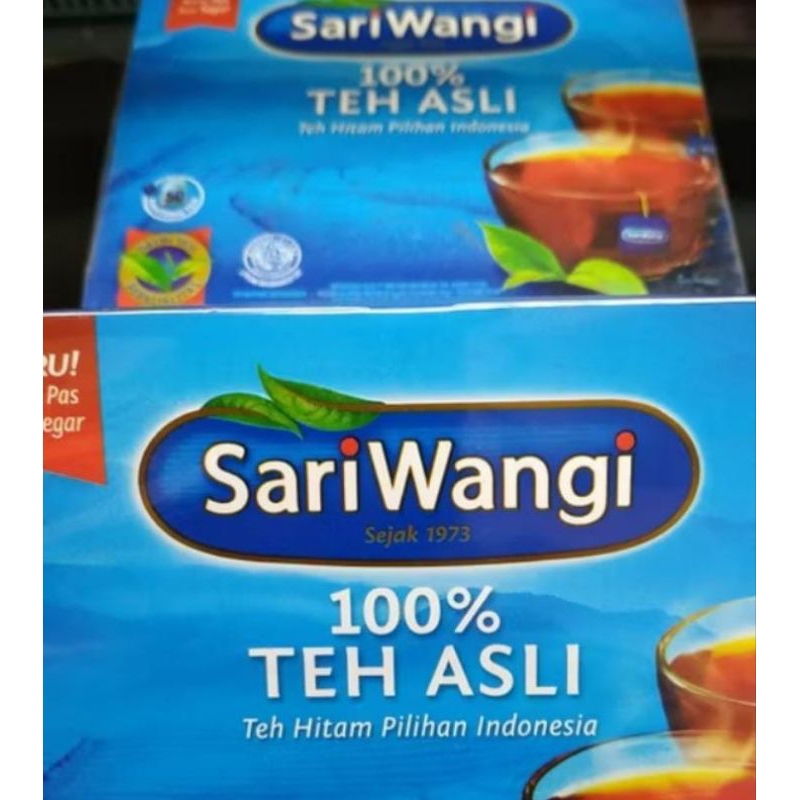 SariWangi
100%
TEH ASLI
Teh Hitam Pilihan Indonesia
RU!
Pas
egar
SariWangi
Sejak 1973
100%
TEH ASLI
Teh Hitam Pilihan Indonesia